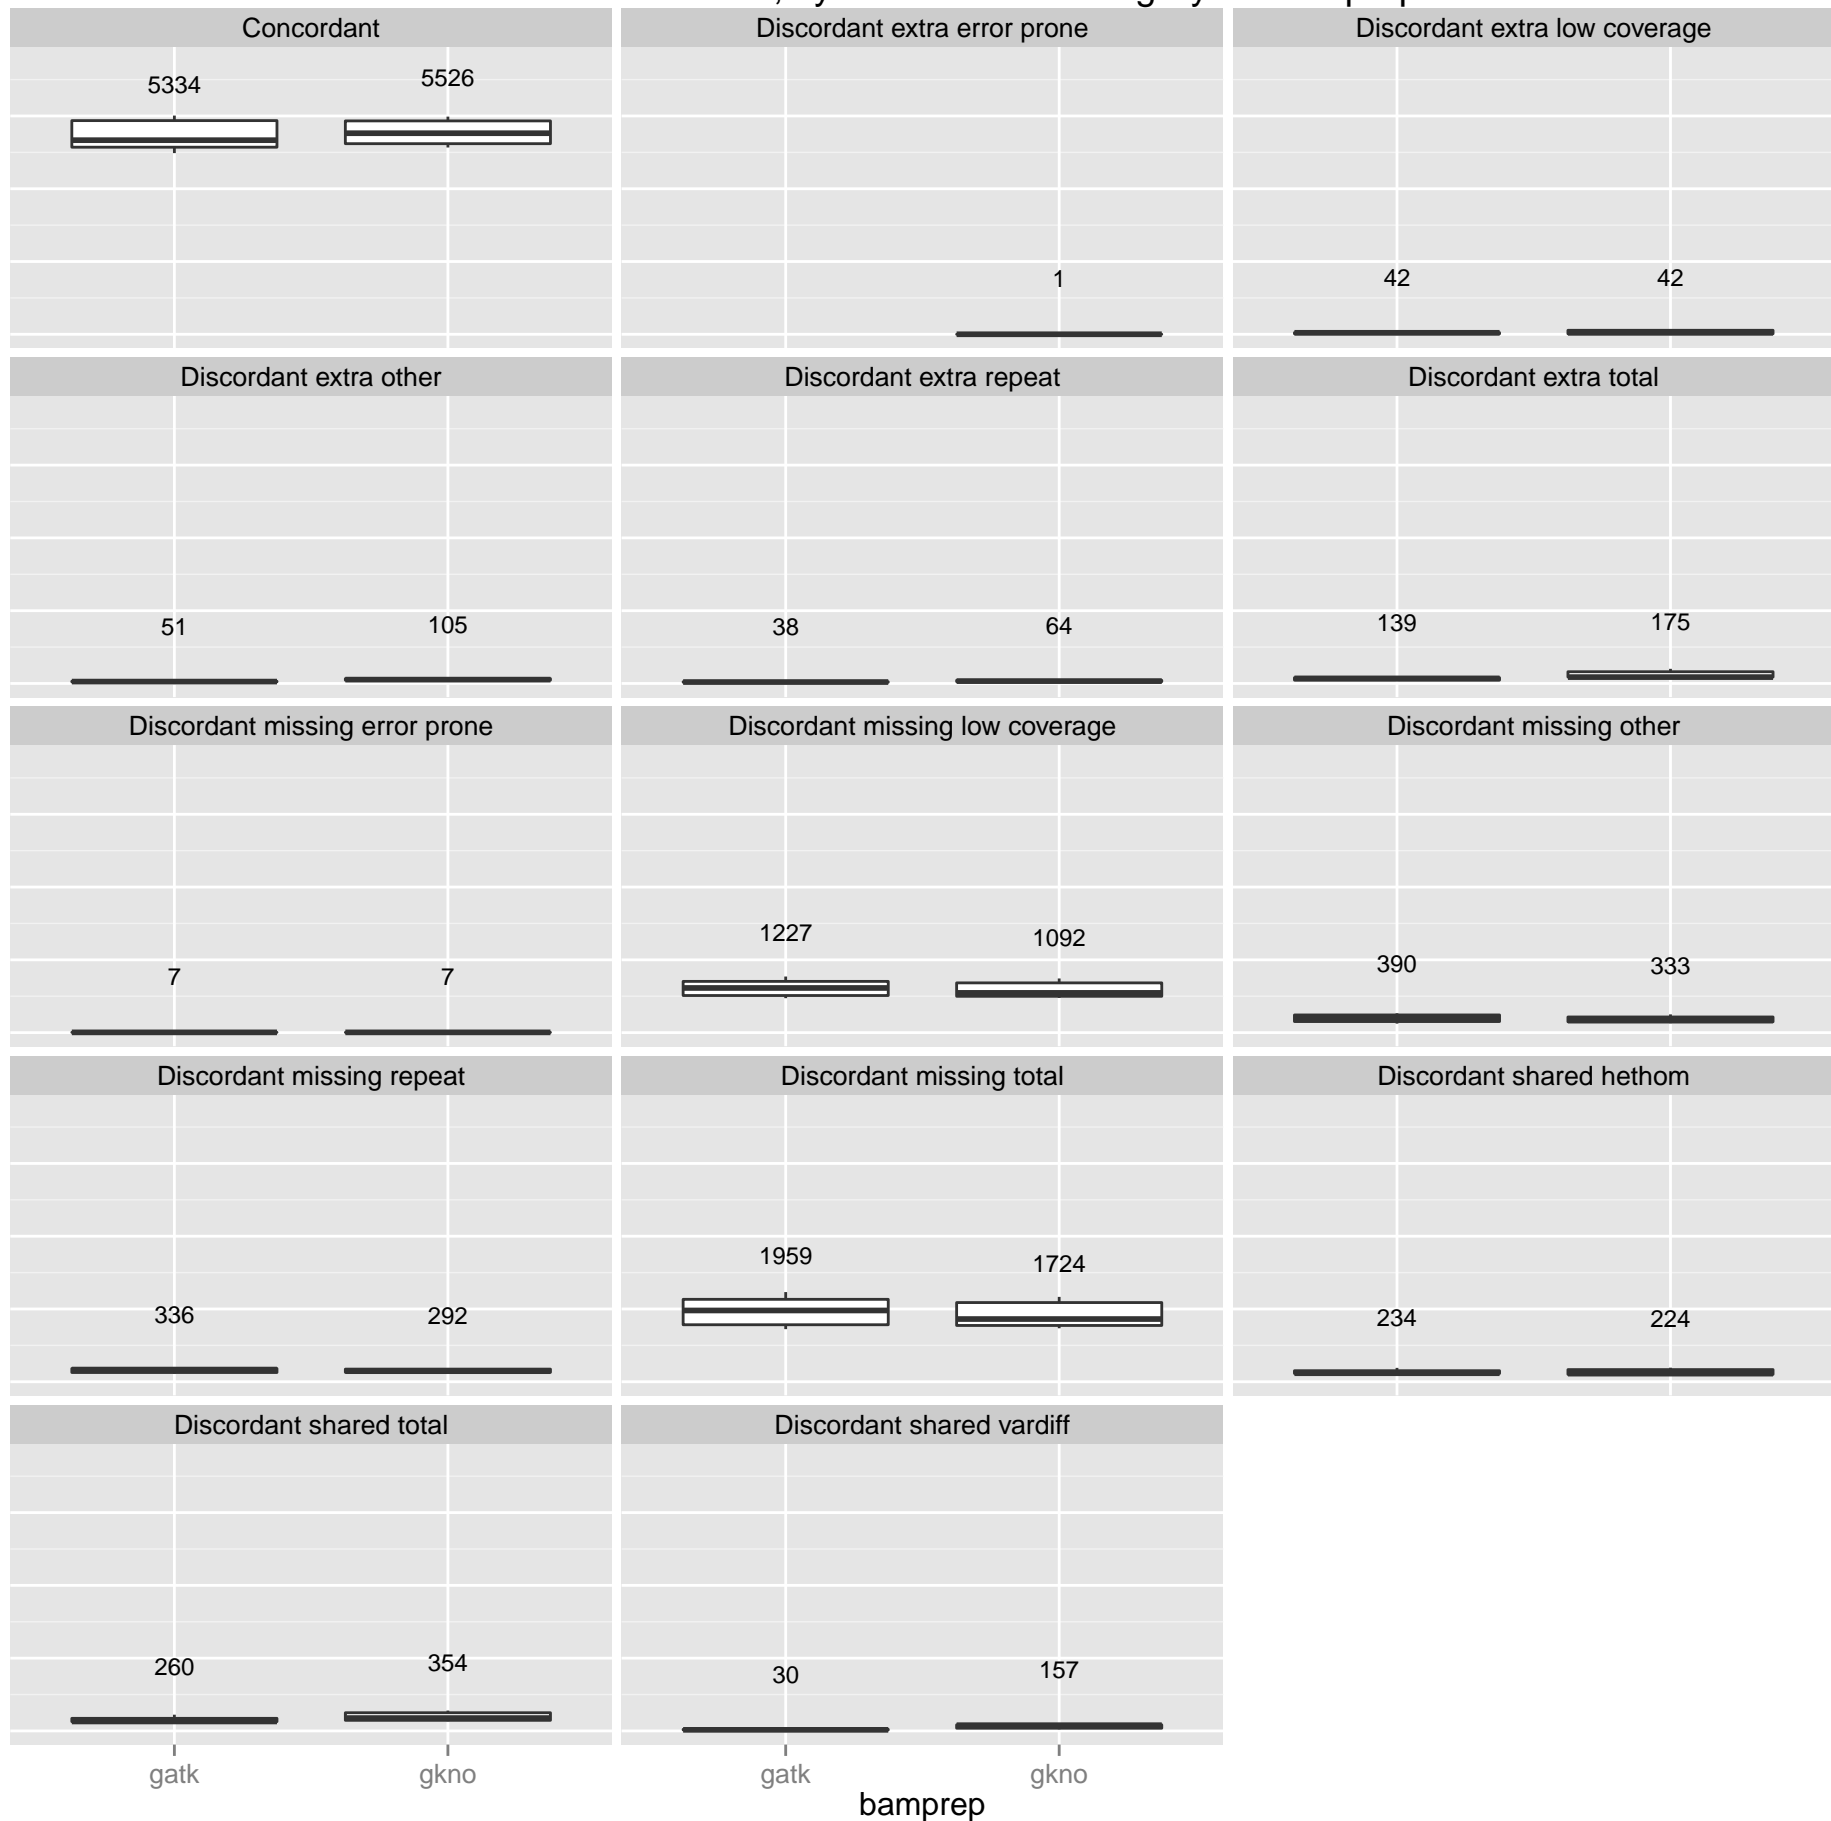 Concordant Discordant extra error prone Discordant extra low coverage
5334 5526
1 42 42
Discordant extra other Discordant extra repeat Discordant extra total
51 105 38 64 139 175
Discordant missing error prone Discordant missing low coverage Discordant missing other
7 7 1227 1092 390 333
Discordant missing repeat Discordant missing total Discordant shared hethom
336 292 1959 1724 234 224
Discordant shared total Discordant shared vardiff
260 354 30 157
gatk gkno gatk gkno
bamprep